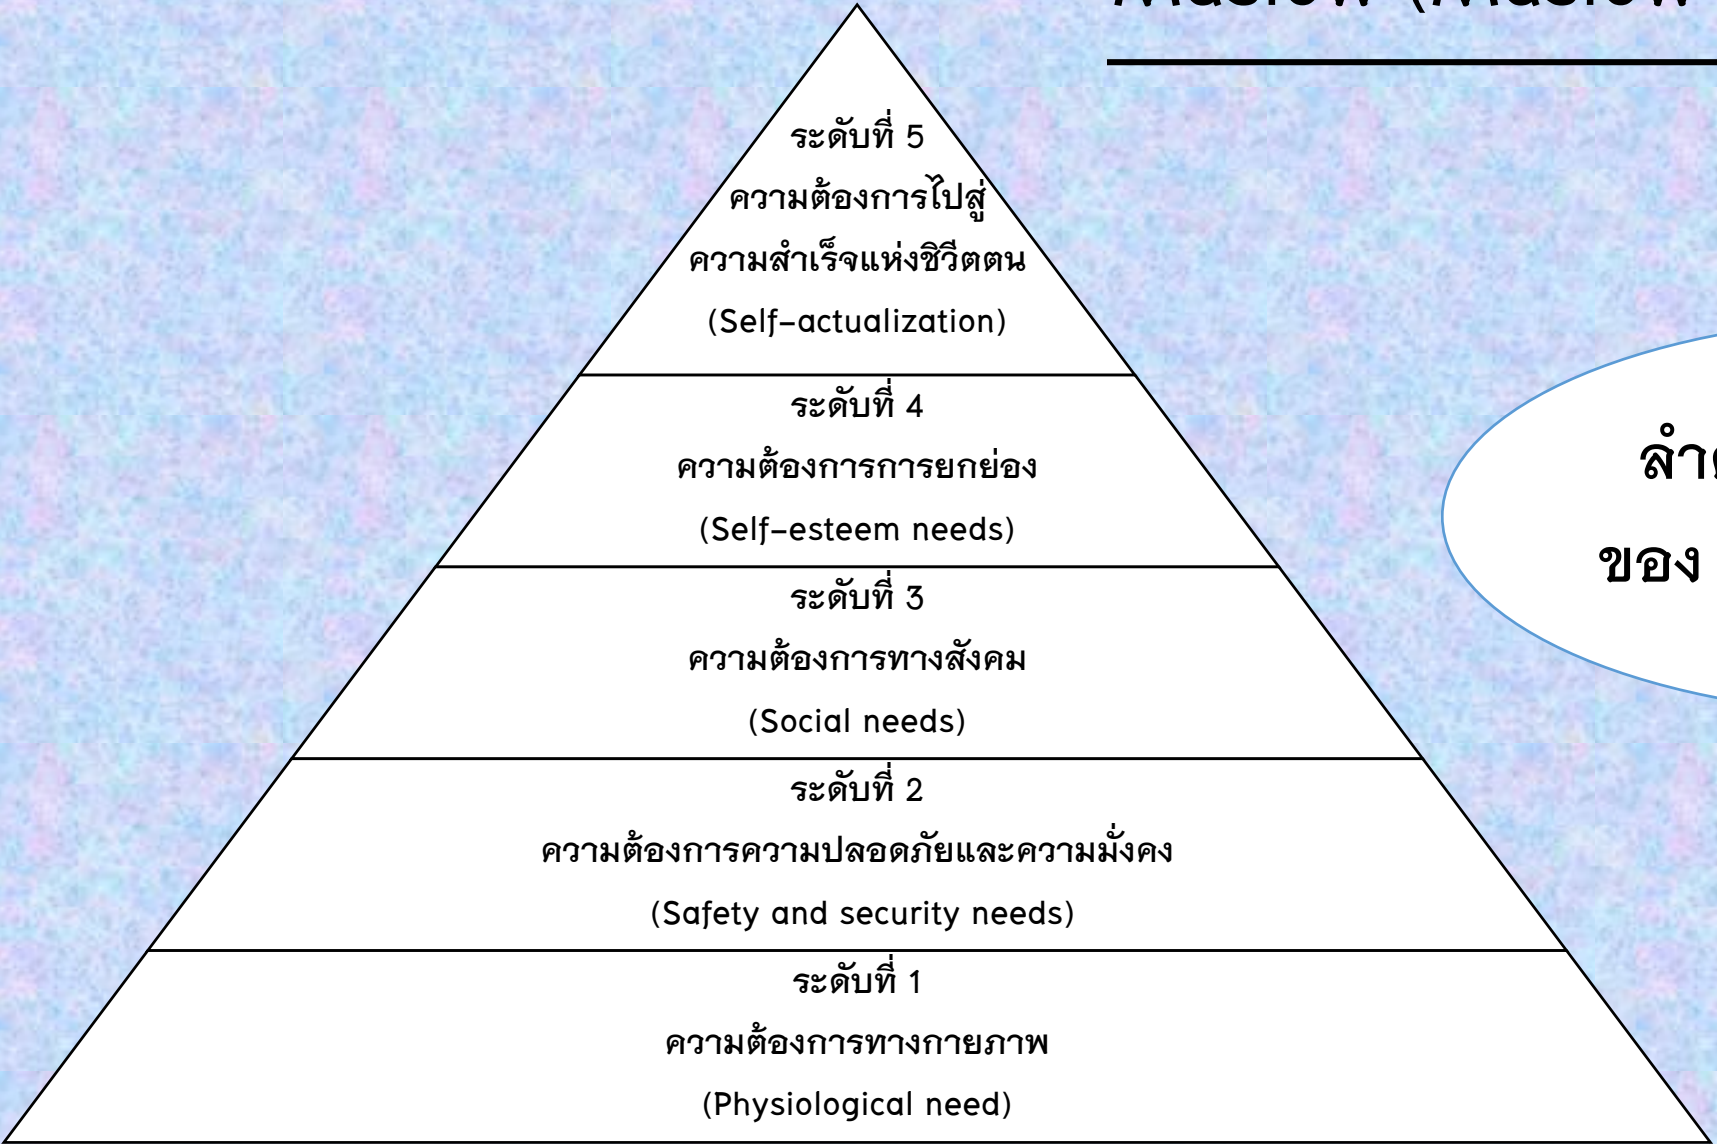 ระดับที่ 5
ความต้องการไปสู่
ความสำเร็จแห่งชิวีตตน
(Self-actualization)
ระดับที่ 4
ความต้องการการยกย่อง
(Self-esteem needs)
ระดับที่ 3
ความต้องการทางสังคม
(Social needs)
ระดับที่ 2
ความต้องการความปลอดภัยและความมั่งคง
(Safety and security needs)
ระดับที่ 1
ความต้องการทางกายภาพ
(Physiological need)
ของ